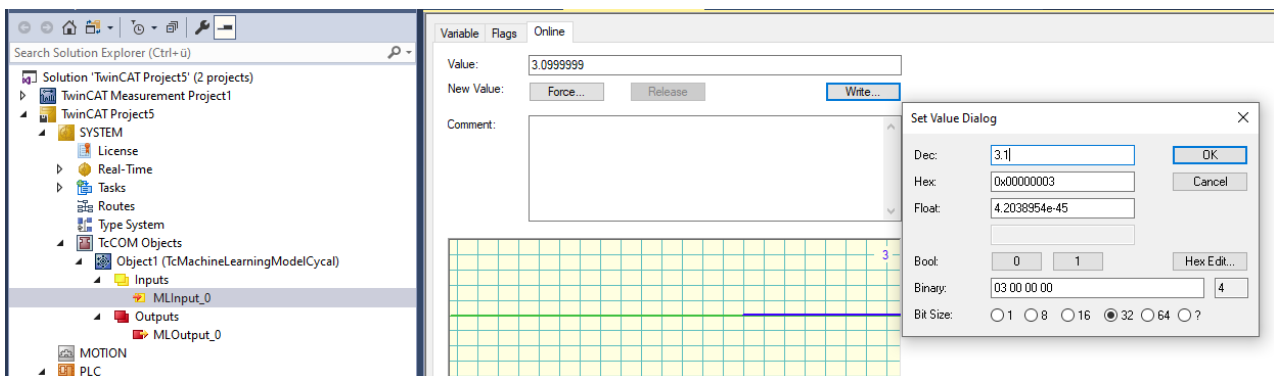 Search Solution Explorer (Ctrl+ü)
Solution 'TwinCAT Project5' (2 projects)
TwinCAT Measurement Project1
TwinCAT Project5
SYSTEM
License
Real-Time
Tasks
Routes
Type System
TcCOM Objects
Object1 (TcMachineLearningModelCycal)
Inputs
MLInput_0
Outputs
MLOutput_0
MOTION
PLC
Variable Flags Online
Value: 3.0999999
New Value: Force... Release Write...
Comment:
3
Set Value Dialog
Dec: 3.1 OK
Hex: 0x00000003 Cancel
Float: 4.2038954e-45
Bool: 0 1 Hex Edit...
Binary: 03 00 00 00 4
Bit Size: 1 8 16 32 64 ?